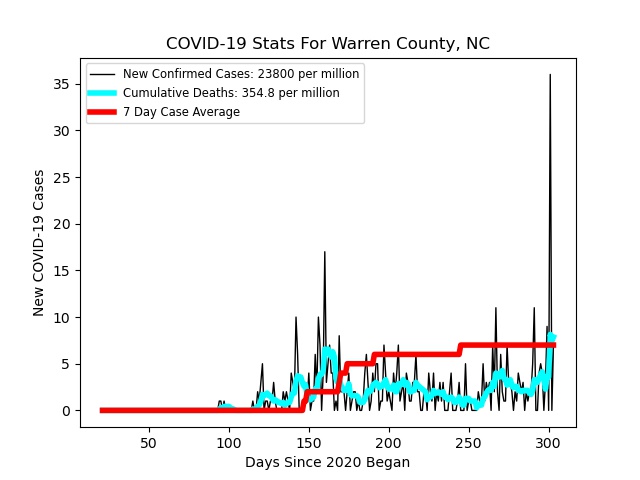 COVID-19 Stats For Warren County, NC
New Confirmed Cases: 23800 per million
Cumulative Deaths: 354.8 per million
7 Day Case Average
New COVID-19 Cases
35
30
25
20
15
10
5
0
50 100 150 200 250 300
Days Since 2020 Began